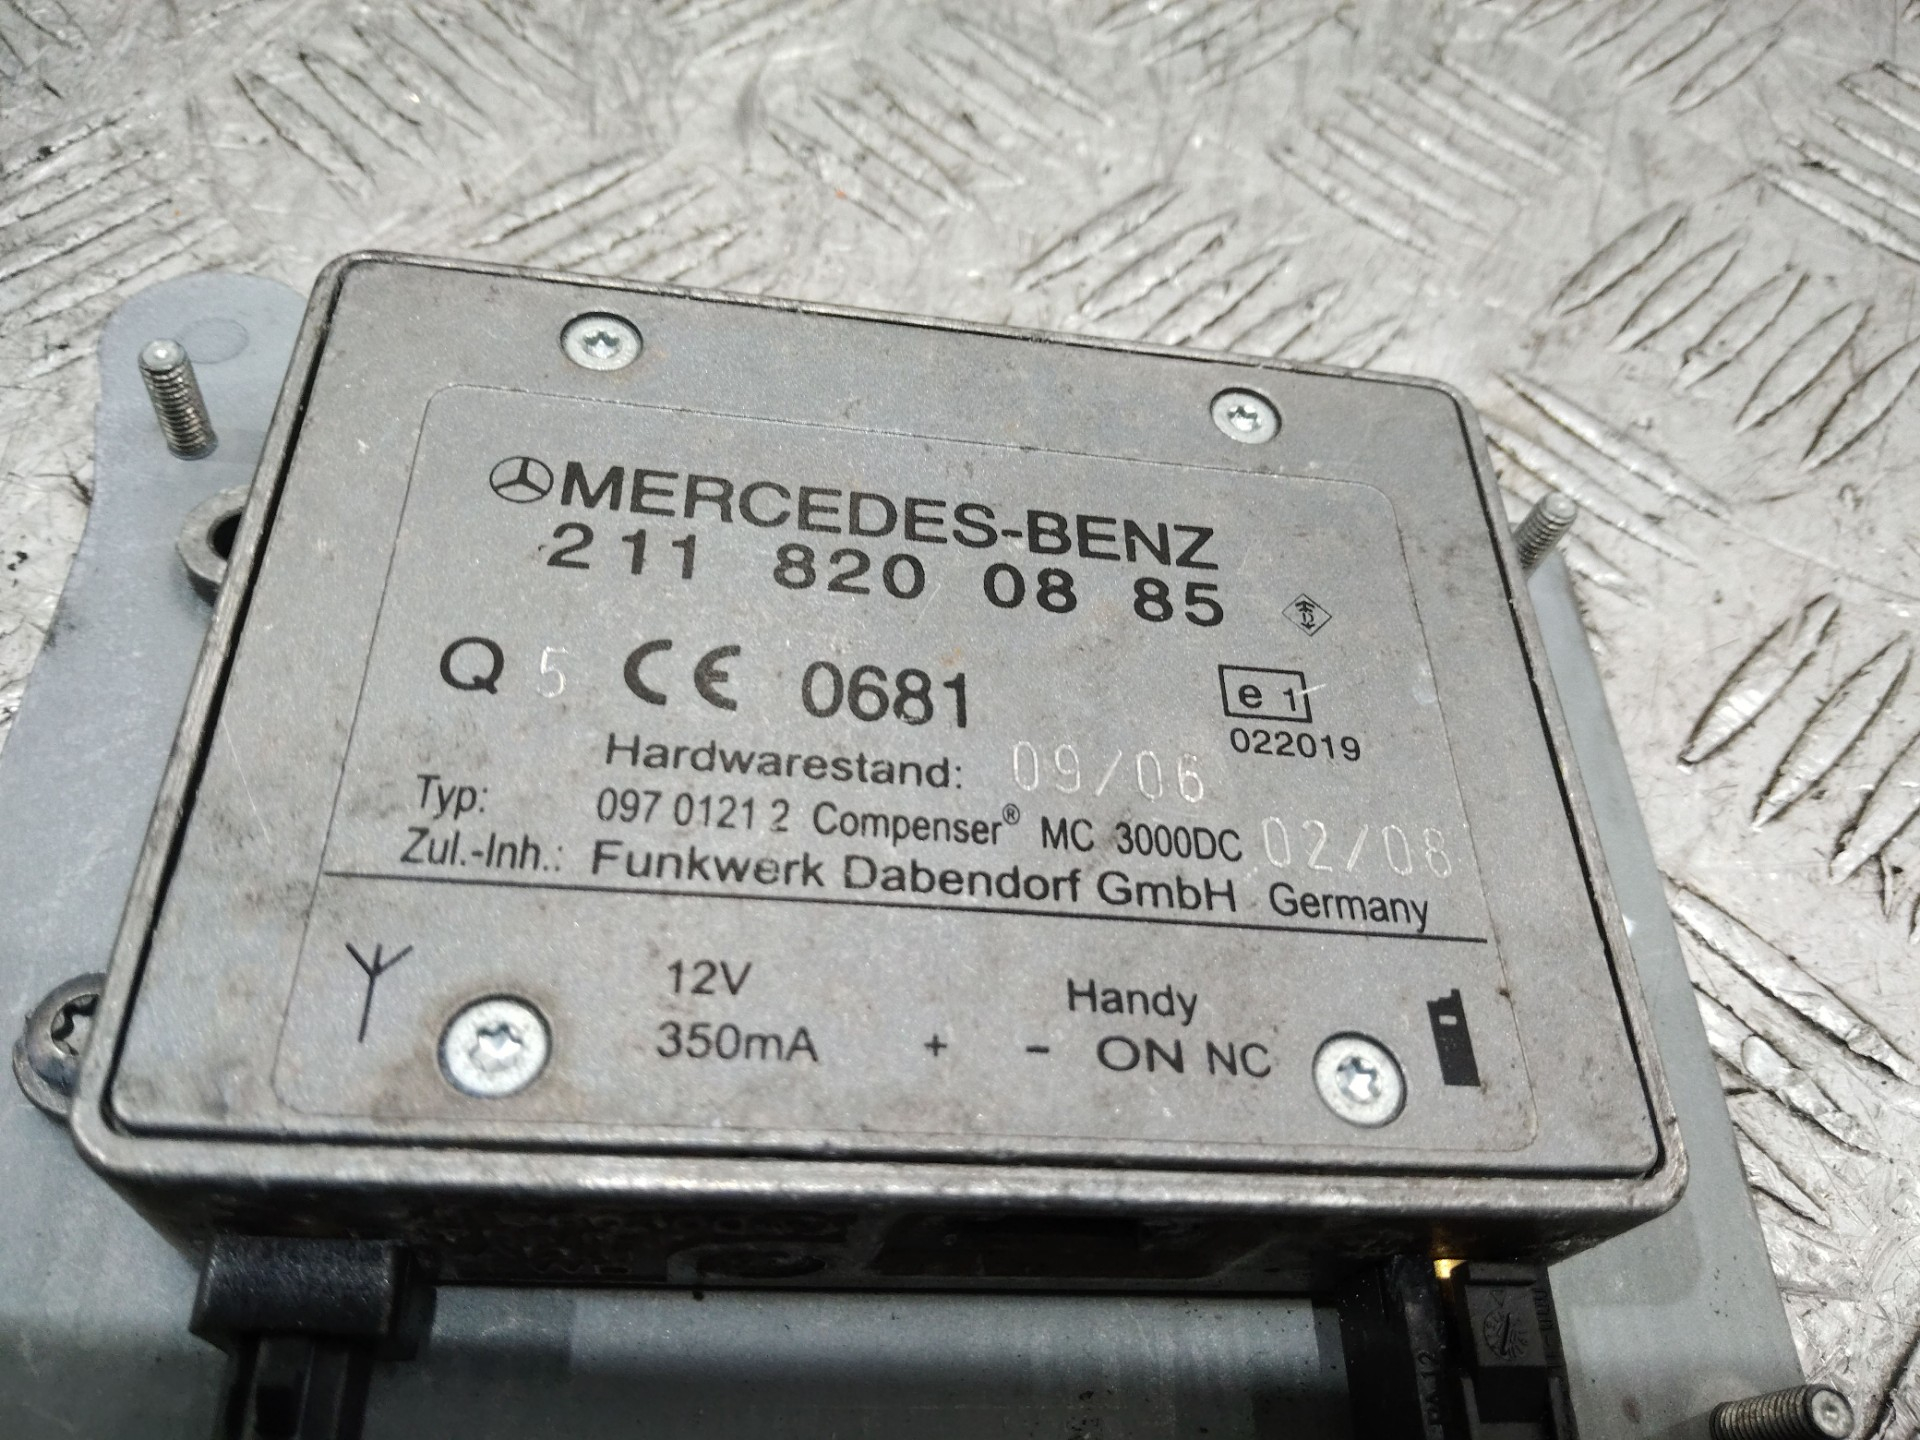 MERCEDES-BENZ
211 820 08 85
Q 5 CE 0681
e 1
022019
Hardwarestand: 09/06
Typ: 097 0121 2 Compenser® MC 3000DC 02/08
Zul.-Inh.: Funkwerk Dabendorf GmbH Germany
12V Handy
350mA + - ON NC